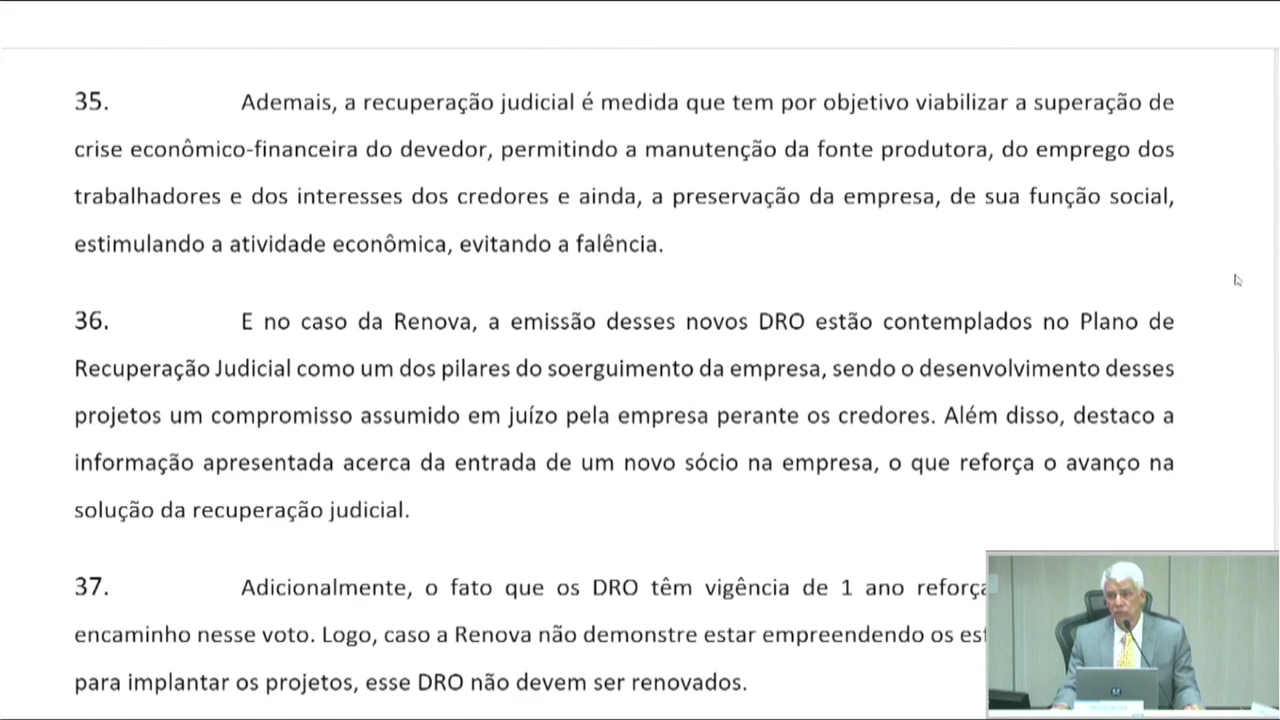 35. Ademais, a recuperação judicial é medida que tem por objetivo viabilizar a superação de
crise econômico-financeira do devedor, permitindo a manutenção da fonte produtora, do emprego dos
trabalhadores e dos interesses dos credores e ainda, a preservação da empresa, de sua função social,
estimulando a atividade econômica, evitando a falência.
36. E no caso da Renova, a emissão desses novos DRO estão contemplados no Plano de
Recuperação Judicial como um dos pilares do soerguimento da empresa, sendo o desenvolvimento desses
projetos um compromisso assumido em juízo pela empresa perante os credores. Além disso, destaco a
informação apresentada acerca da entrada de um novo sócio na empresa, o que reforça o avanço na
solução da recuperação judicial.
37. Adicionalmente, o fato que os DRO têm vigência de 1 ano reforça
encaminho nesse voto. Logo, caso a Renova não demonstre estar empreendendo os
para implantar os projetos, esse DRO não devem ser renovados.